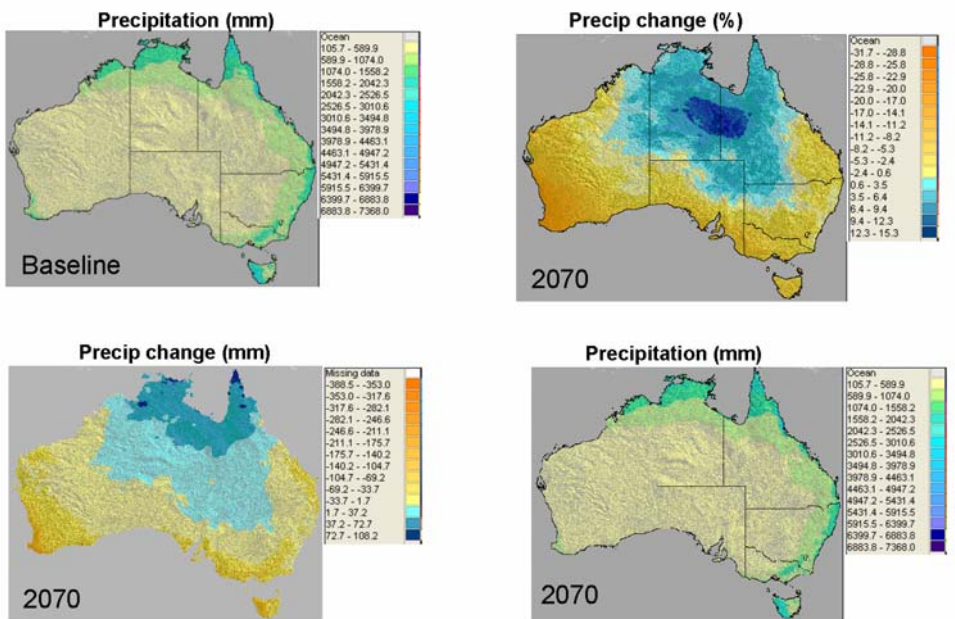 Precipitation (mm)
Ocean
105.7 - 589.9
589.9 - 1074.0
1074.0 - 1558.2
1558.2 - 2042.3
2042.3 - 2526.5
2526.5 - 3010.6
3010.6 - 3494.8
3494.8 - 3978.9
3978.9 - 4463.1
4463.1 - 4947.2
4947.2 - 5431.4
5431.4 - 5915.5
5915.5 - 6399.7
6399.7 - 6883.8
6883.8 - 7368.0
Baseline
Precip change (%)
Ocean
-31.7 - -28.8
-28.8 - -25.8
-25.8 - -22.9
-22.9 - -20.0
-20.0 - -17.0
-17.0 - -14.1
-14.1 - -11.2
-11.2 - -8.2
-8.2 - -5.3
-5.3 - -2.4
-2.4 - 0.6
0.6 - 3.5
3.5 - 6.4
6.4 - 9.4
9.4 - 12.3
12.3 - 15.3
2070
Precip change (mm)
Missing data
-388.5 - -353.0
-353.0 - -317.6
-317.6 - -282.1
-282.1 - -246.6
-246.6 - -211.1
-211.1 - -175.7
-175.7 - -140.2
-140.2 - -104.7
-104.7 - -69.2
-69.2 - -33.7
-33.7 - 1.7
1.7 - 37.2
37.2 - 72.7
72.7 - 108.2
2070
Precipitation (mm)
Ocean
105.7 - 589.9
589.9 - 1074.0
1074.0 - 1558.2
1558.2 - 2042.3
2042.3 - 2526.5
2526.5 - 3010.6
3010.6 - 3494.8
3494.8 - 3978.9
3978.9 - 4463.1
4463.1 - 4947.2
4947.2 - 5431.4
5431.4 - 5915.5
5915.5 - 6399.7
6399.7 - 6883.8
6883.8 - 7368.0
2070